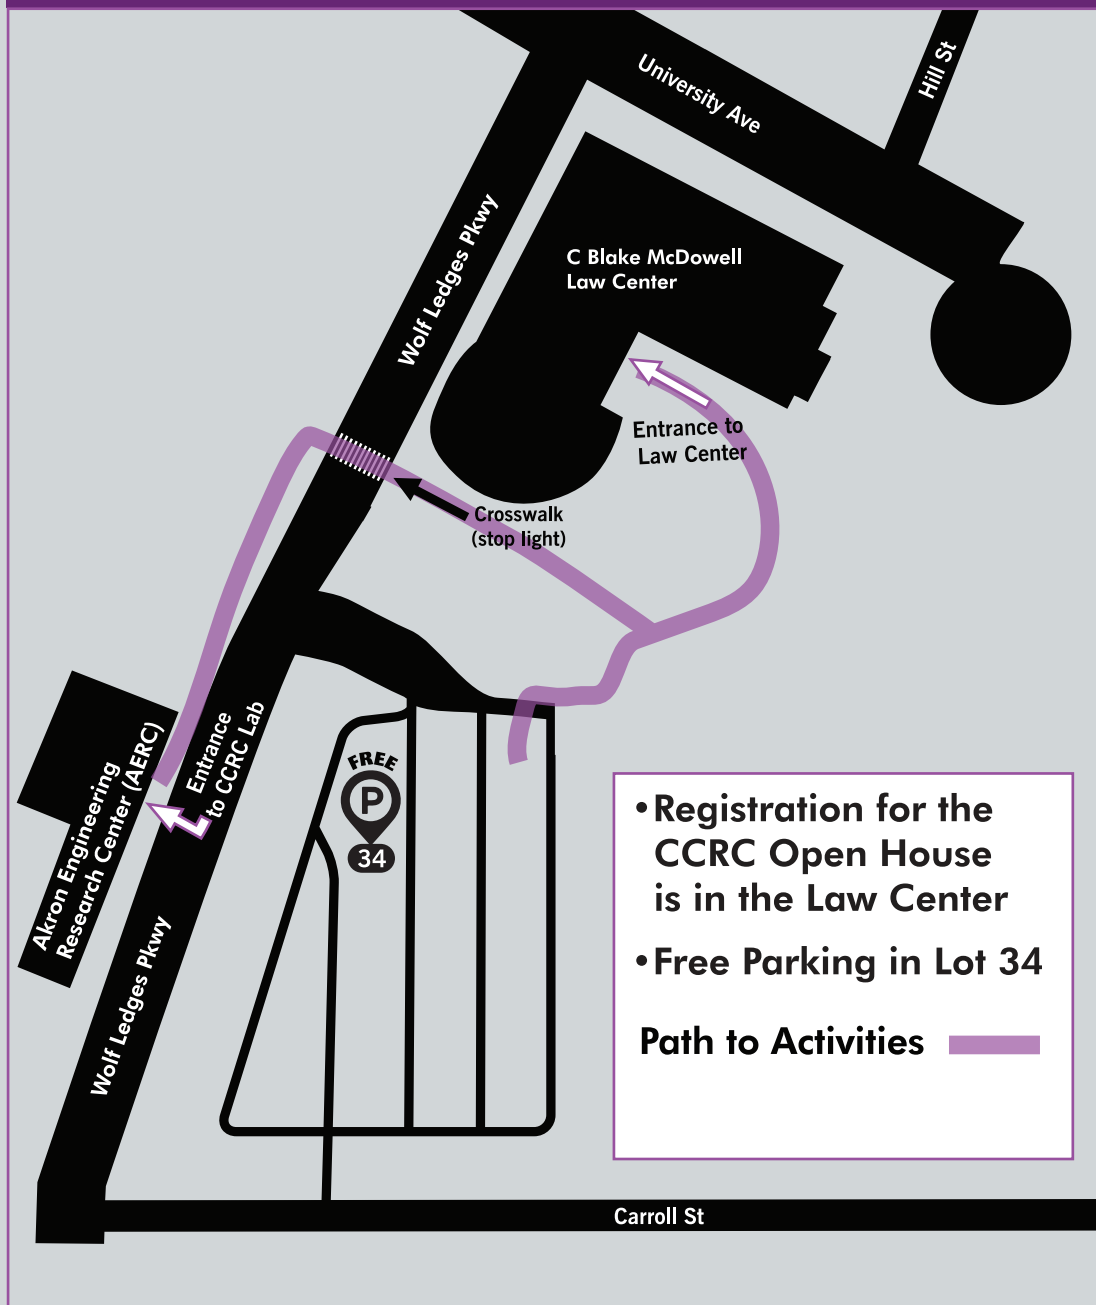 University Ave
Hill St
Wolf Ledges Pkwy
C Blake McDowell
Law Center
Entrance to
Law Center
Crosswalk
(stop light)
Entrance
to CCRC Lab
Akron Engineering
Research Center (AERC)
FREE
P
34
Wolf Ledges Pkwy
•Registration for the
CCRC Open House
is in the Law Center
•Free Parking in Lot 34
Path to Activities
Carroll St